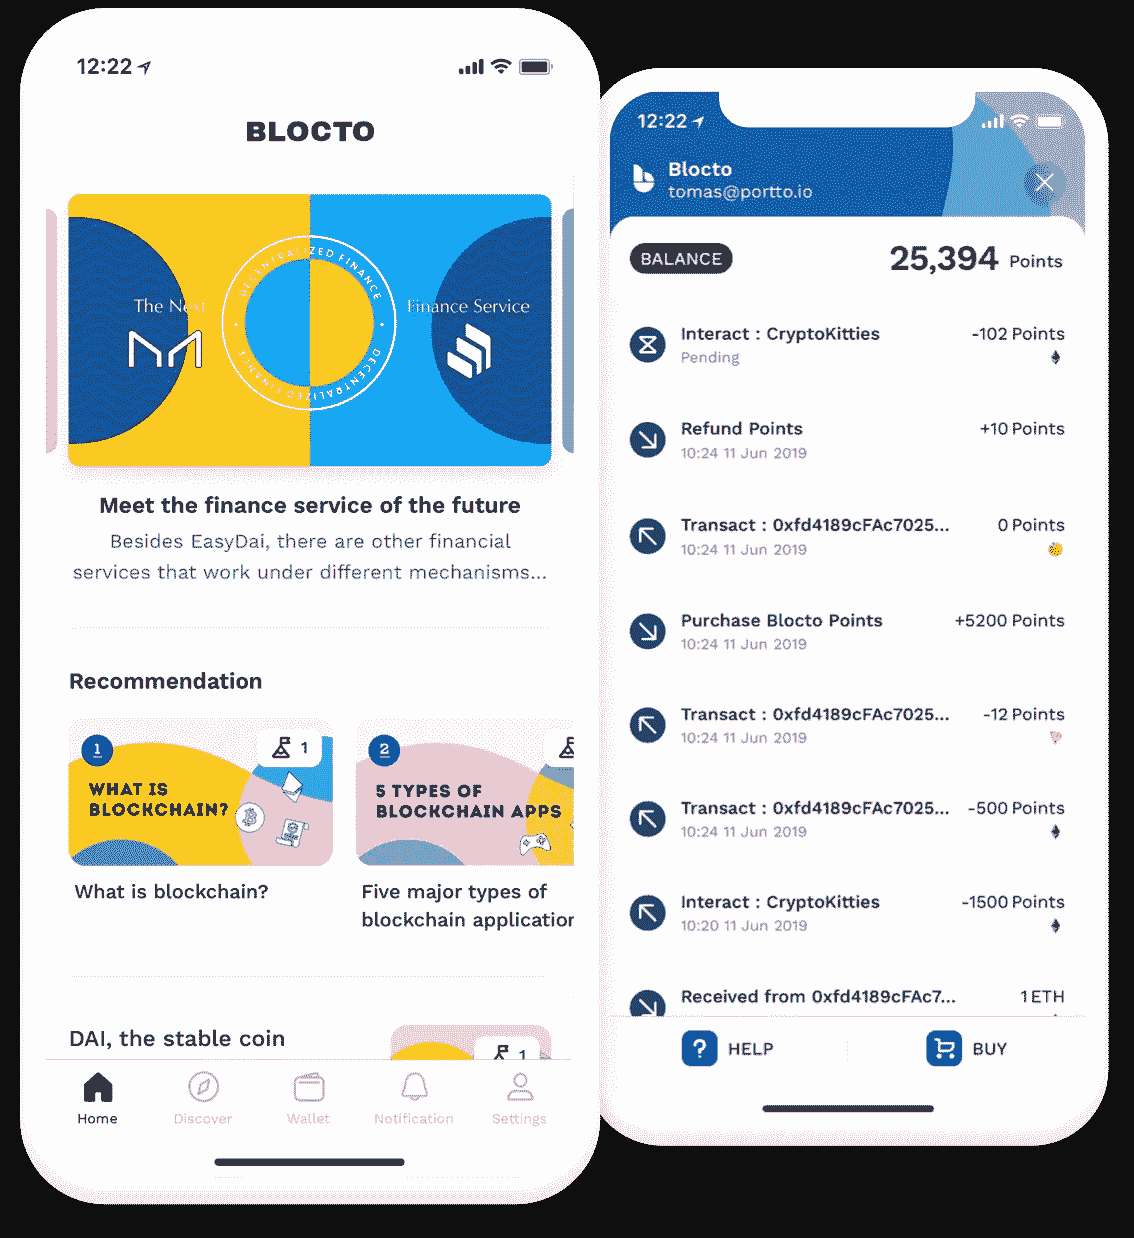 12:22
BLOCTO
DECENTRALIZED FINANCE
DECENTRALIZED FINANCE
The Next
Finance Service
Meet the finance service of the future
Besides EasyDai, there are other financial
services that work under different mechanisms...
Recommendation
1
1
WHAT IS
BLOCKCHAIN?
2
5 TYPES OF
BLOCKCHAIN APPS
What is blockchain?
Five major types of
blockchain application
DAI, the stable coin
1
Home
Discover
Wallet
Notification
Settings
12:22
Blocto
tomas@portto.io
BALANCE
25,394 Points
Interact : CryptoKitties
-102 Points
Pending
Refund Points
+10 Points
10:24 11 Jun 2019
Transact : 0xfd4189cFAc7025...
0 Points
10:24 11 Jun 2019
Purchase Blocto Points
+5200 Points
10:24 11 Jun 2019
Transact : 0xfd4189cFAc7025...
-12 Points
10:24 11 Jun 2019
Transact : 0xfd4189cFAc7025...
-500 Points
10:24 11 Jun 2019
Interact : CryptoKitties
-1500 Points
10:20 11 Jun 2019
Received from 0xfd4189cFAc7...
1 ETH
HELP
BUY